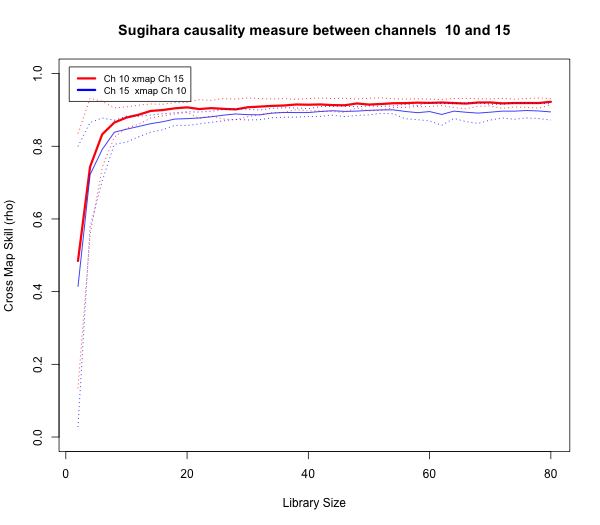 Sugihara causality measure between channels  10 and 15
Ch 10 xmap Ch 15
Ch 15  xmap Ch 10
Cross Map Skill (rho)
1.0
0.8
0.6
0.4
0.2
0.0
0 20 40 60 80
Library Size